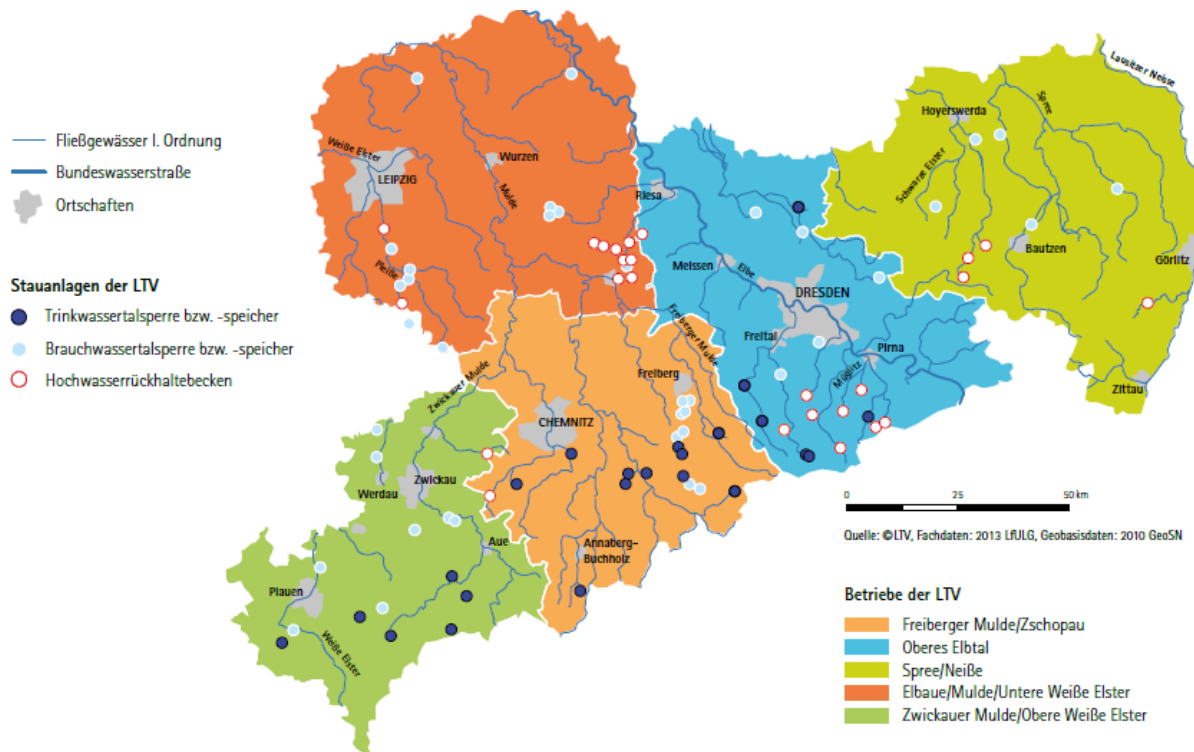 Fließgewässer I. Ordnung
Bundeswasserstraße
Ortschaften
Stauanlagen der LTV
Trinkwassertalsperre bzw. -speicher
Brauchwassertalsperre bzw. -speicher
Hochwasserrückhaltebecken
Weiße Elster
LEIPZIG
Wurzen
Mulde
Pleiße
Riesa
Meissen
Elbe
DRESDEN
Freital
Pirna
Müglitz
Lausitzer Neisse
Hoyerswerda
Spree
Schwarze Elster
Bautzen
Görlitz
Zittau
Freiberger Mulde
Freiberg
CHEMNITZ
Annaberg-
Buchholz
Zwickauer Mulde
Zwickau
Werdau
Aue
Plauen
Weiße Elster
0 25 50 km
Quelle: ©LTV, Fachdaten: 2013 LfULG, Geobasisdaten: 2010 GeoSN
Betriebe der LTV
Freiberger Mulde/Zschopau
Oberes Elbtal
Spree/Neiße
Elbaue/Mulde/Untere Weiße Elster
Zwickauer Mulde/Obere Weiße Elster